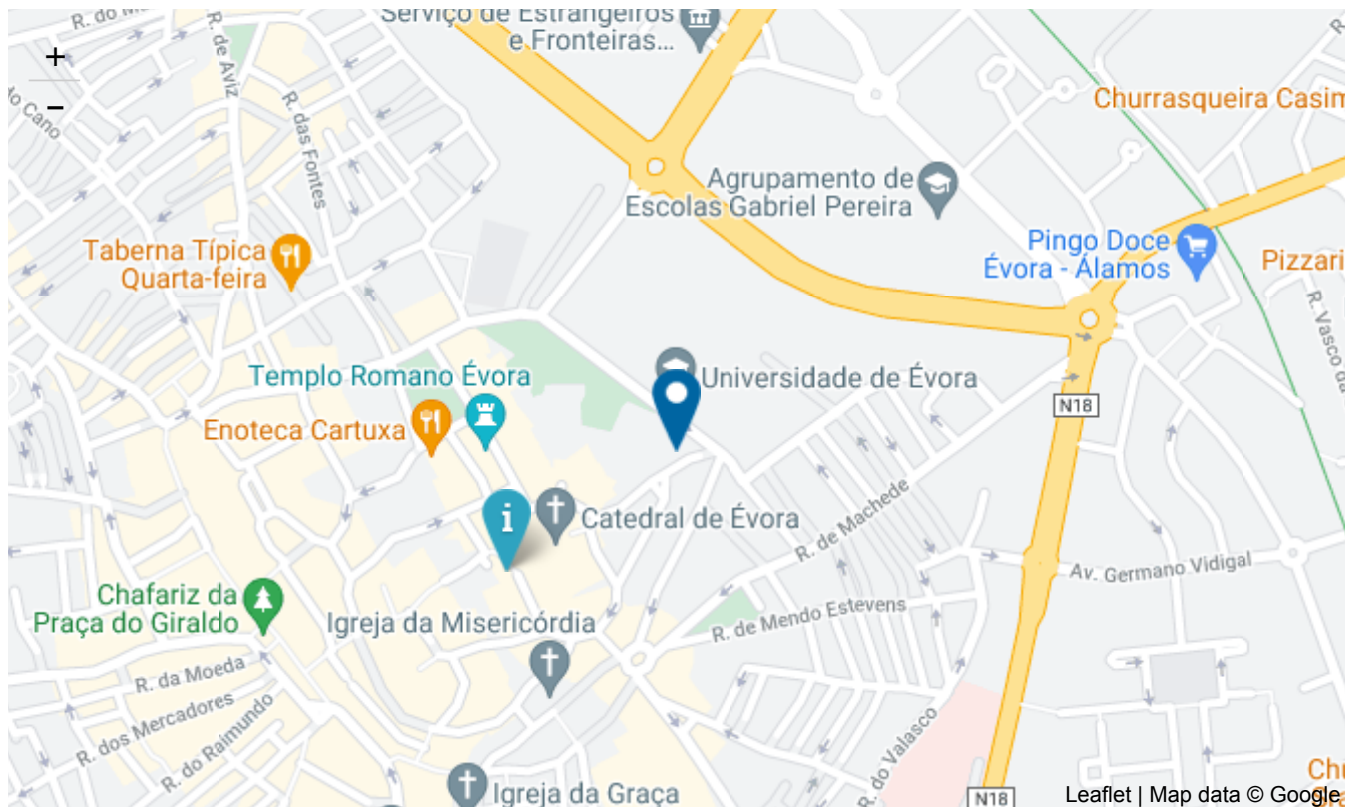 Serviço de Estrangeiros
e Fronteiras...
R. de Aviz
do Cano
R. das Fontes
+
−
Churrasqueira Casim
Agrupamento de
Escolas Gabriel Pereira
Taberna Típica
Quarta-feira
Pingo Doce
Évora - Álamos
Pizzari
R. Vasco da
Templo Romano Évora
Universidade de Évora
Enoteca Cartuxa
N18
i
Catedral de Évora
R. de Machede
Av. Germano Vidigal
Chafariz da
Praça do Giraldo
Igreja da Misericórdia
R. de Mendo Estevens
R. da Moeda
R. dos Mercadores
R. do Raimundo
R. do Valasco
Igreja da Graça
N18
Leaflet | Map data © Google